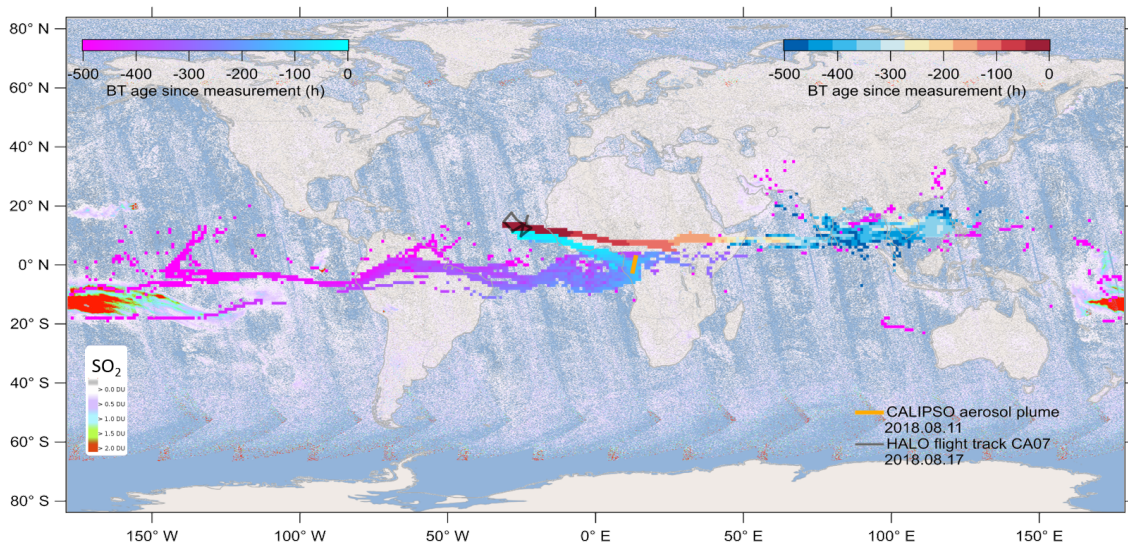 80° N
60° N
40° N
20° N
0° N
20° S
40° S
60° S
80° S
-500 -400 -300 -200 -100 0
BT age since measurement (h)
-500 -400 -300 -200 -100 0
BT age since measurement (h)
SO2
> 0.0 DU
> 0.5 DU
> 1.0 DU
> 1.5 DU
> 2.0 DU
CALIPSO aerosol plume
2018.08.11
HALO flight track CA07
2018.08.17
150° W 100° W 50° W 0° E 50° E 100° E 150° E